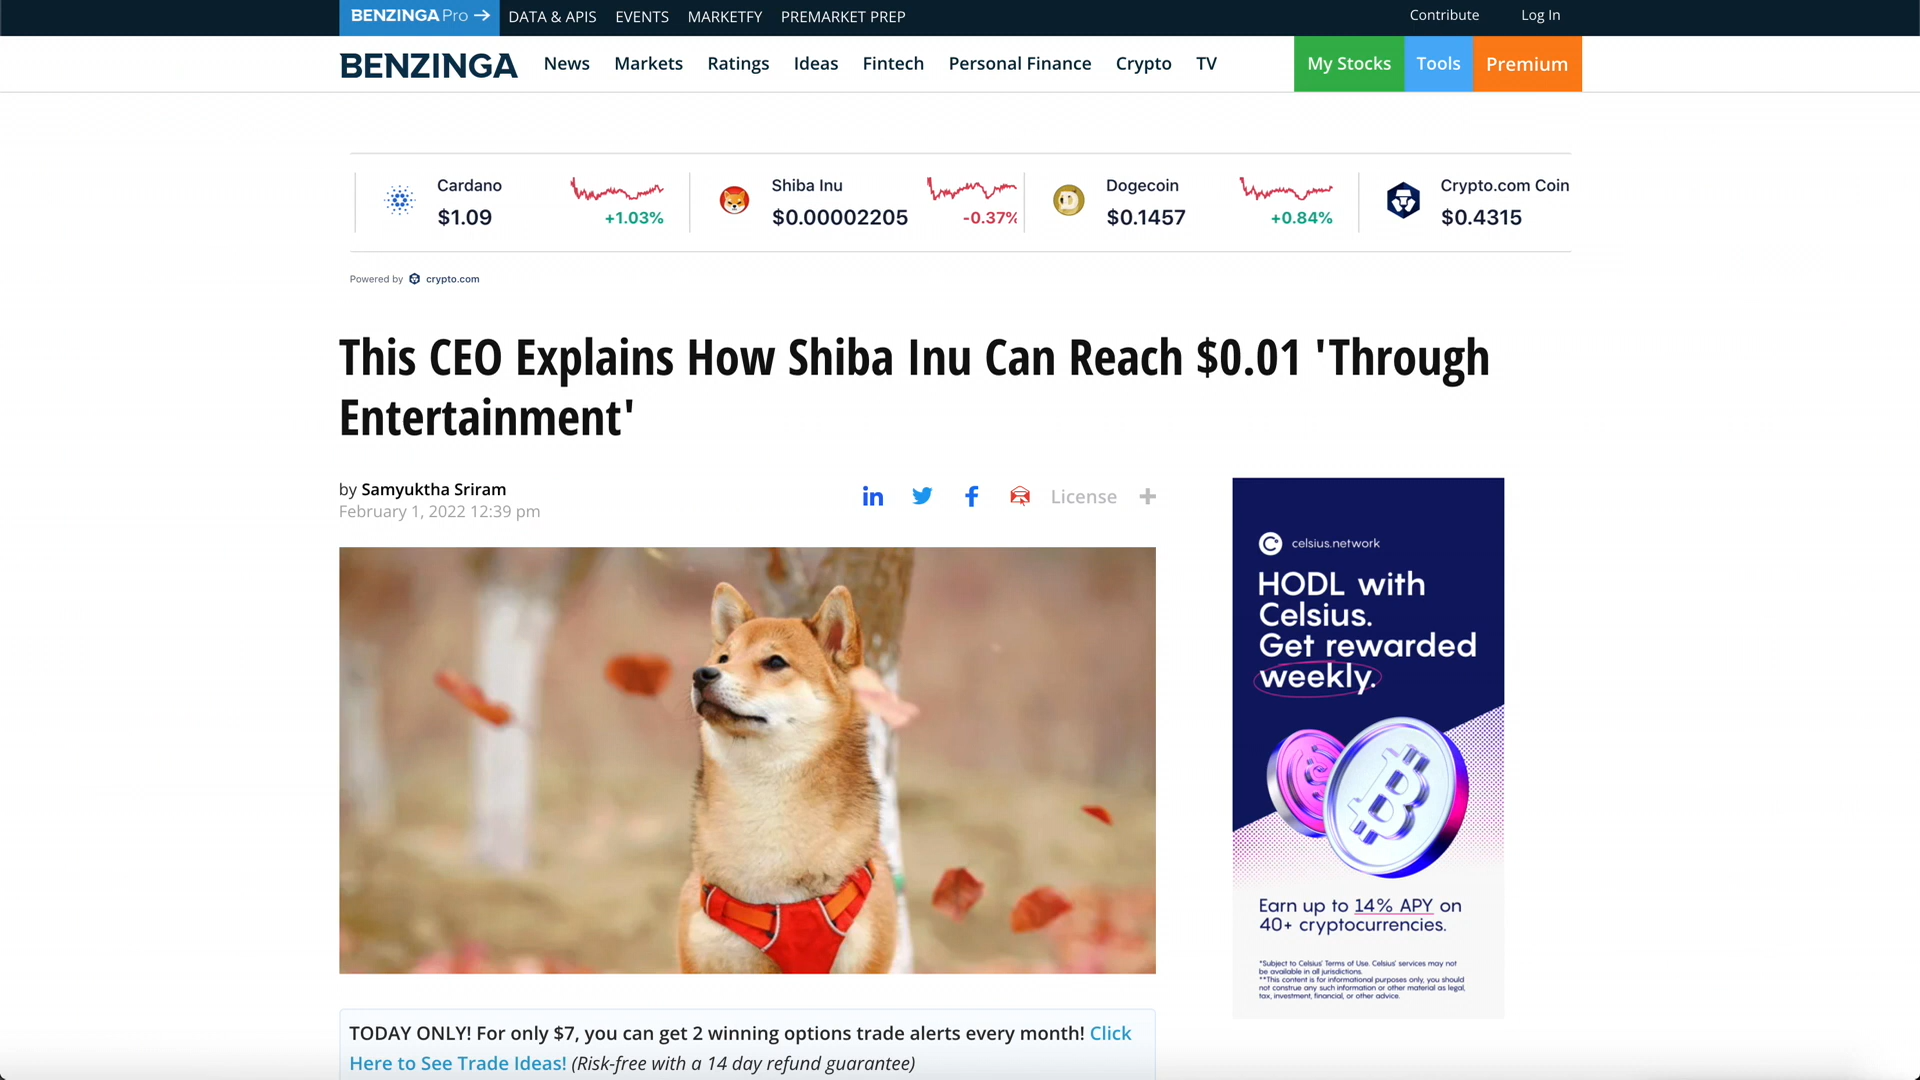 BENZINGA Pro → DATA & APIS EVENTS MARKETFY PREMARKET PREP Contribute Log In
BENZINGA News Markets Ratings Ideas Fintech Personal Finance Crypto TV My Stocks Tools Premium
Cardano Shiba Inu Dogecoin Crypto.com Coin
$1.09 +1.03% $0.00002205 -0.37% $0.1457 +0.84% $0.4315
Powered by crypto.com
This CEO Explains How Shiba Inu Can Reach $0.01 'Through
Entertainment'
by Samyuktha Sriram
February 1, 2022 12:39 pm
in f License +
celsius.network
HODL with
Celsius.
Get rewarded
weekly.
Earn up to 14% APY on
40+ cryptocurrencies.
*Subject to Celsius' Terms of Use. Celsius' services may not
be available in all jurisdictions.
**This content is for informational purposes only, you should
not construe any such information or other material as legal,
tax, investment, financial, or other advice.
TODAY ONLY! For only $7, you can get 2 winning options trade alerts every month! Click
Here to See Trade Ideas! (Risk-free with a 14 day refund guarantee)